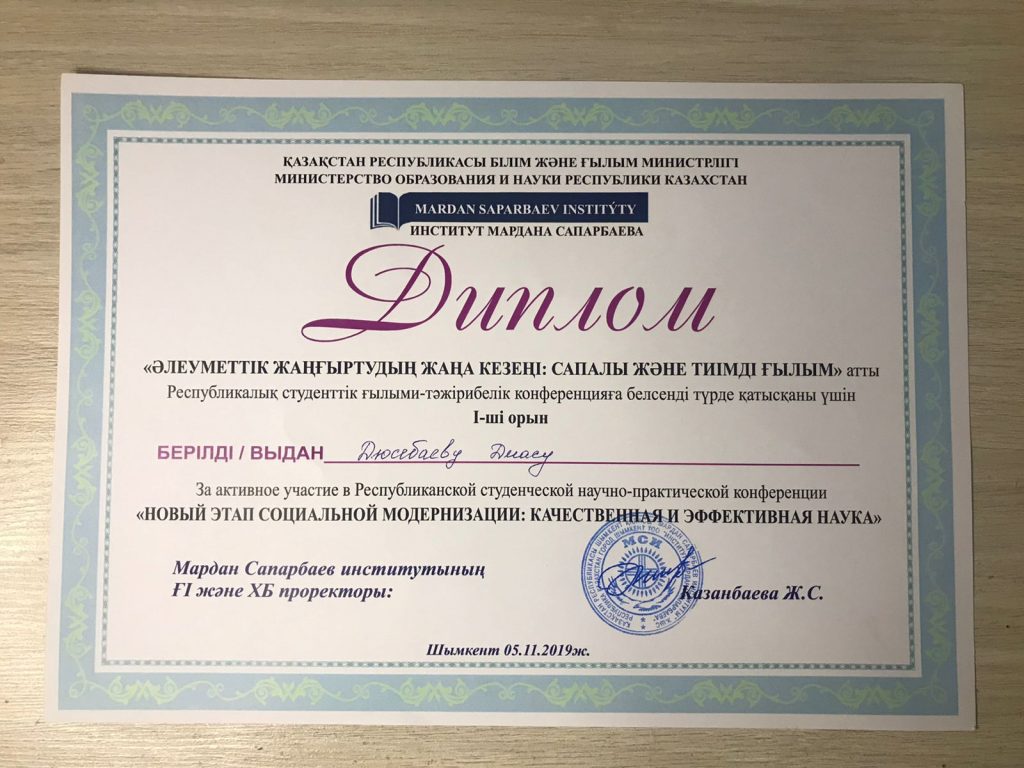 ҚАЗАҚСТАН РЕСПУБЛИКАСЫ БІЛІМ ЖӘНЕ ҒЫЛЫМ МИНИСТРЛІГІ
МИНИСТЕРСТВО ОБРАЗОВАНИЯ И НАУКИ РЕСПУБЛИКИ КАЗАХСТАН
MARDAN SAPARBAEV INSTITÝTY
ИНСТИТУТ МАРДАНА САПАРБАЕВА
Диплом
«ӘЛЕУМЕТТІК ЖАҢҒЫРТУДЫҢ ЖАҢА КЕЗЕҢІ: САПАЛЫ ЖӘНЕ ТИІМДІ ҒЫЛЫМ» атты
Республикалық студенттік ғылыми-тәжірибелік конференцияға белсенді түрде қатысқаны үшін
І-ші орын
БЕРІЛДІ / ВЫДАН Дюсебаеву Диасу
За активное участие в Республиканской студенческой научно-практической конференции
«НОВЫЙ ЭТАП СОЦИАЛЬНОЙ МОДЕРНИЗАЦИИ: КАЧЕСТВЕННАЯ И ЭФФЕКТИВНАЯ НАУКА»
МСИ
Мардан Сапарбаев институтының
ҒІ және ХБ проректоры:
Казанбаева Ж.С.
Шымкент 05.11.2019ж.